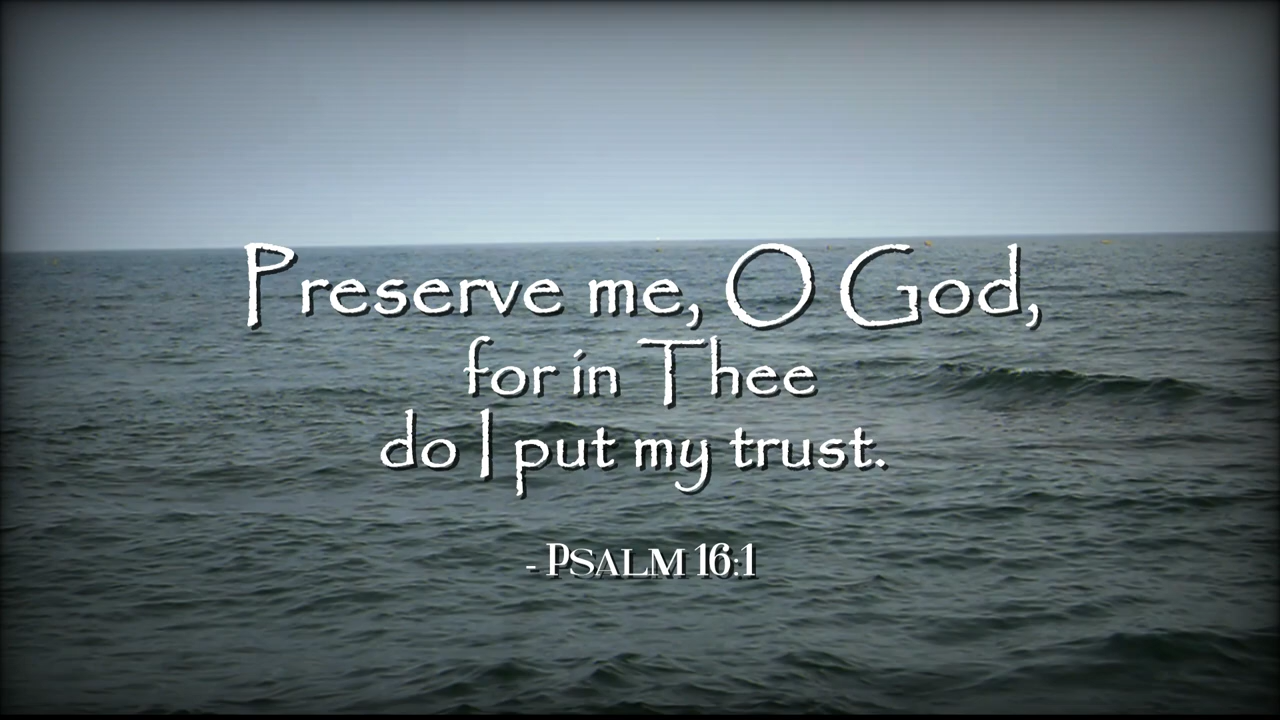 Preserve me, O God,
for in Thee
do I put my trust.
- Psalm 16:1